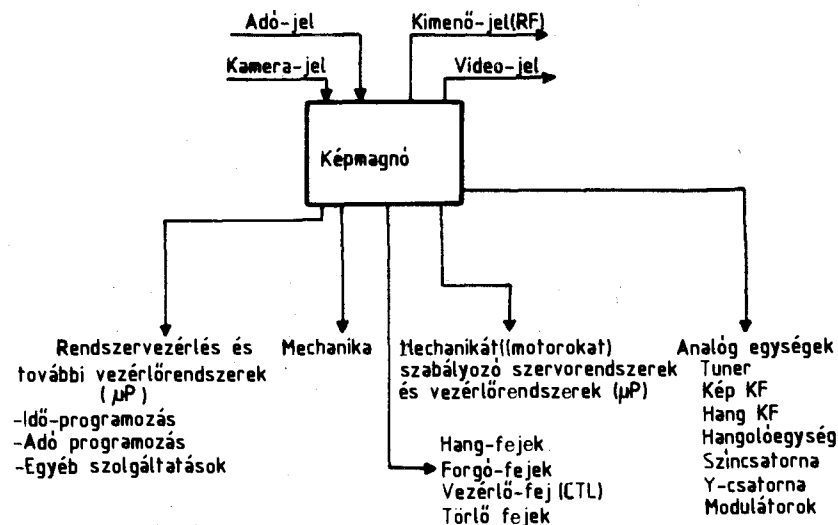 Adó-jel
Kimenő-jel(RF)
Kamera-jel
Video-jel
Képmagnó
Rendszervezérlés és
további vezérlőrendszerek
(µP)
-Idő-programozás
-Adó programozás
-Egyéb szolgáltatások
Mechanika
Mechanikát((motorokat)
szabályozó szervorendszerek
és vezérlőrendszerek (µP)
Hang-fejek
Forgó-fejek
Vezérlő-fej (CTL)
Törlő fejek
Analóg egységek
Tuner
Kép KF
Hang KF
Hangolóegység
Színcsatorna
Y-csatorna
Modulátorok